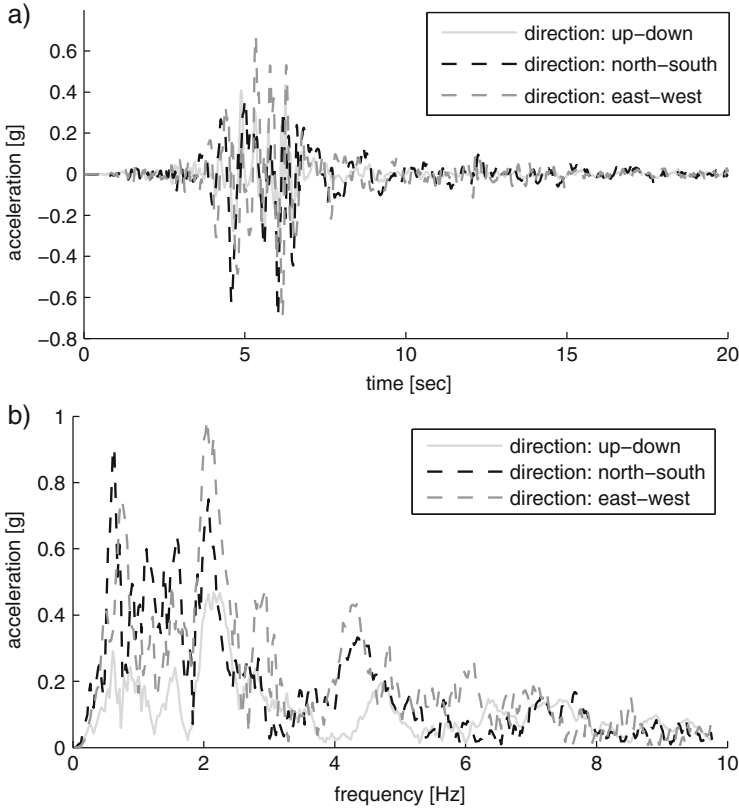 a)
acceleration [g]
0.6
0.4
0.2
0
−0.2
−0.4
−0.6
−0.8
direction: up−down
direction: north−south
direction: east−west
0 5 10 15 20
time [sec]
b)
acceleration [g]
1
0.8
0.6
0.4
0.2
0
direction: up−down
direction: north−south
direction: east−west
0 2 4 6 8 10
frequency [Hz]